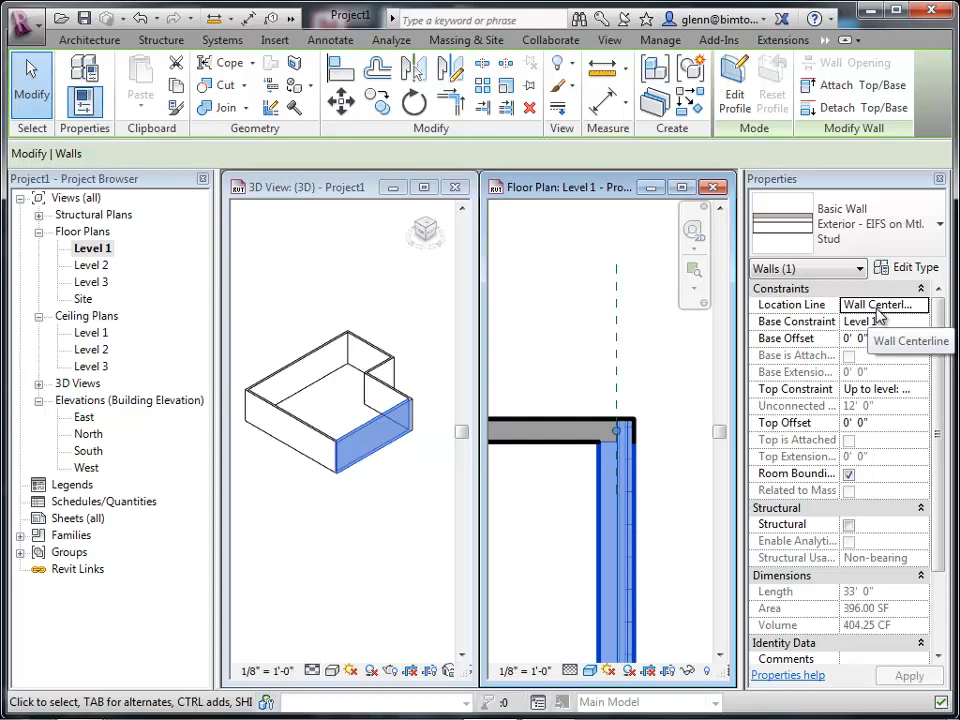 Project1
Type a keyword or phrase
glenn@bimto...
Architecture Structure Systems Insert Annotate Analyze Massing & Site Collaborate View Manage Add-Ins Extensions
Modify
Paste
Cope
Cut
Join
Edit Profile
Reset Profile
Wall Opening
Attach Top/Base
Detach Top/Base
Select Properties Clipboard Geometry Modify View Measure Create Mode Modify Wall
Modify | Walls
Project1 - Project Browser
Views (all)
Structural Plans
Floor Plans
Level 1
Level 2
Level 3
Site
Ceiling Plans
Level 1
Level 2
Level 3
3D Views
Elevations (Building Elevation)
East
North
South
West
Legends
Schedules/Quantities
Sheets (all)
Families
Groups
Revit Links
RVT
3D View: {3D} - Project1
1/8" = 1'-0"
RVT
Floor Plan: Level 1 - Pro...
2D
1/8" = 1'-0"
Properties
Basic Wall
Exterior - EIFS on Mtl.
Stud
Walls (1)
Edit Type
Constraints
Location Line Wall Centerl...
Base Constraint Level 1
Wall Centerline
Base Offset 0' 0"
Base is Attach...
Base Extensio... 0' 0"
Top Constraint Up to level: ...
Unconnected ... 12' 0"
Top Offset 0' 0"
Top is Attached
Top Extension... 0' 0"
Room Boundi...
Related to Mass
Structural
Structural
Enable Analyti...
Structural Usa... Non-bearing
Dimensions
Length 33' 0"
Area 396.00 SF
Volume 404.25 CF
Identity Data
Comments
Properties help
Apply
Click to select, TAB for alternates, CTRL adds, SHI
:0
Main Model